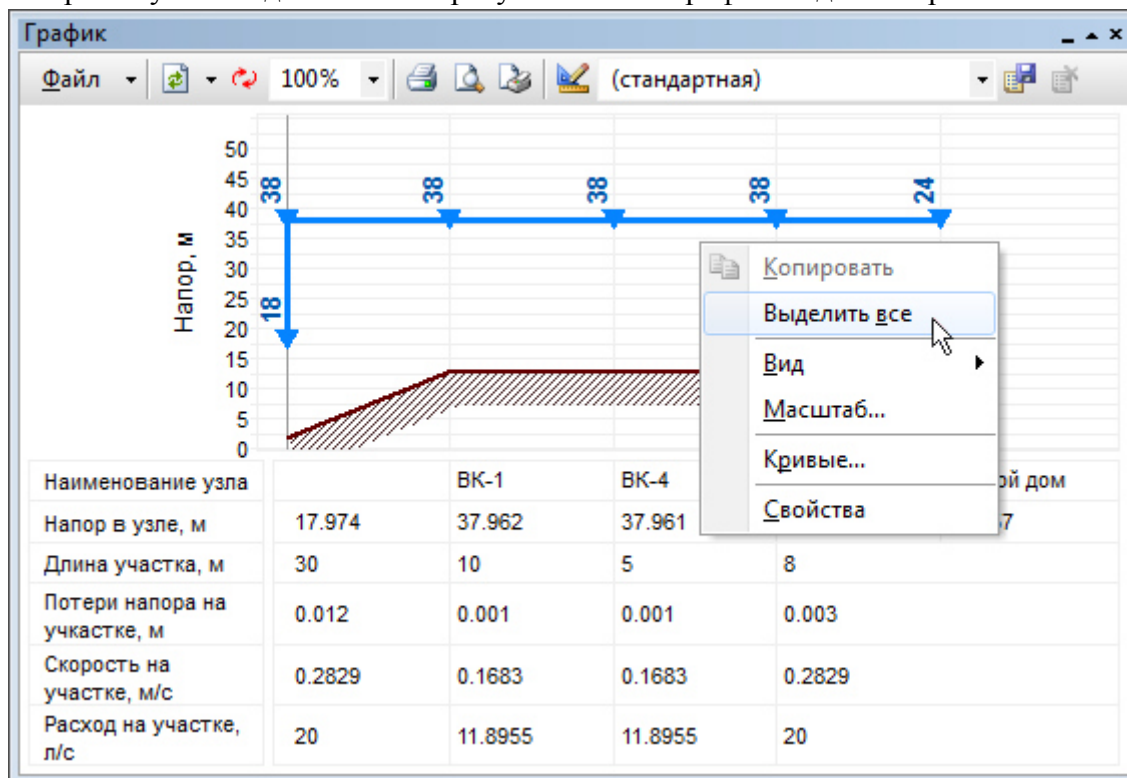 График
Файл 100% (стандартная)
50
45
40
35
30
25
20
15
10
5
0
Напор, м
38 38 38 38 24
18
Копировать
Выделить все
Вид
Масштаб...
Кривые...
Свойства
Наименование узла ВК-1 ВК-4 дом
Напор в узле, м 17.974 37.962 37.961
Длина участка, м 30 10 5 8
Потери напора на
учкастке, м 0.012 0.001 0.001 0.003
Скорость на
участке, м/с 0.2829 0.1683 0.1683 0.2829
Расход на участке,
л/с 20 11.8955 11.8955 20